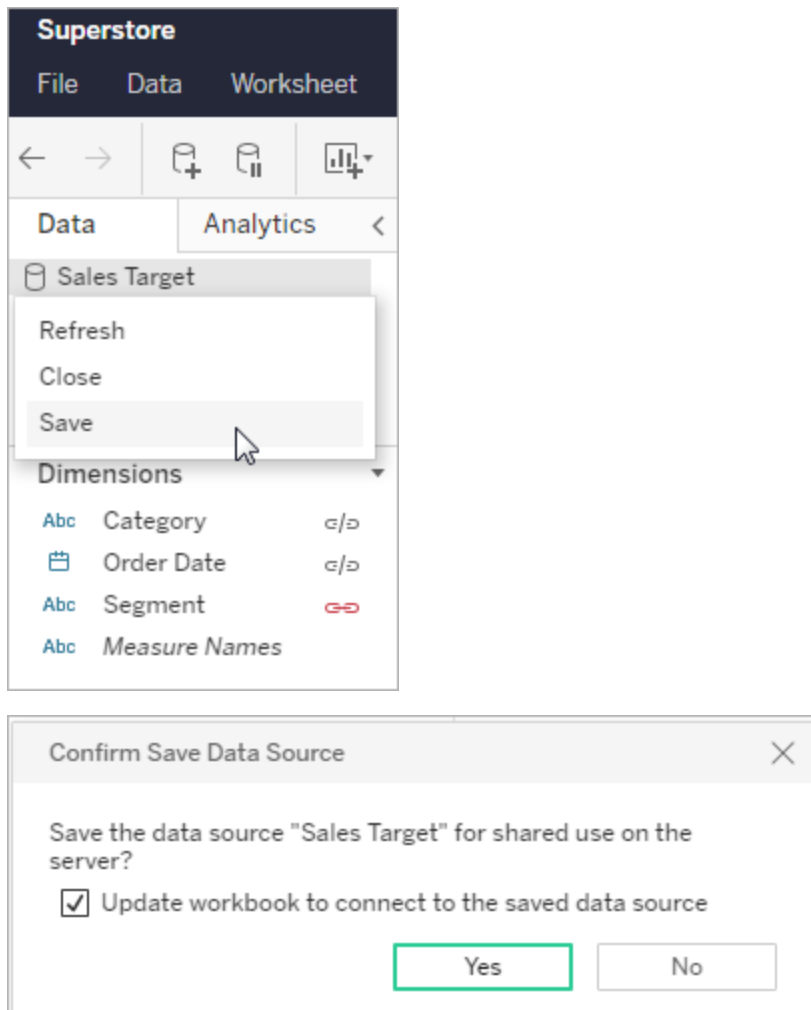 Superstore
File Data Worksheet
Data Analytics
Sales Target
Refresh
Close
Save
Dimensions
Abc Category
Order Date
Abc Segment
Abc Measure Names
Confirm Save Data Source
Save the data source "Sales Target" for shared use on the
server?
Update workbook to connect to the saved data source
Yes No